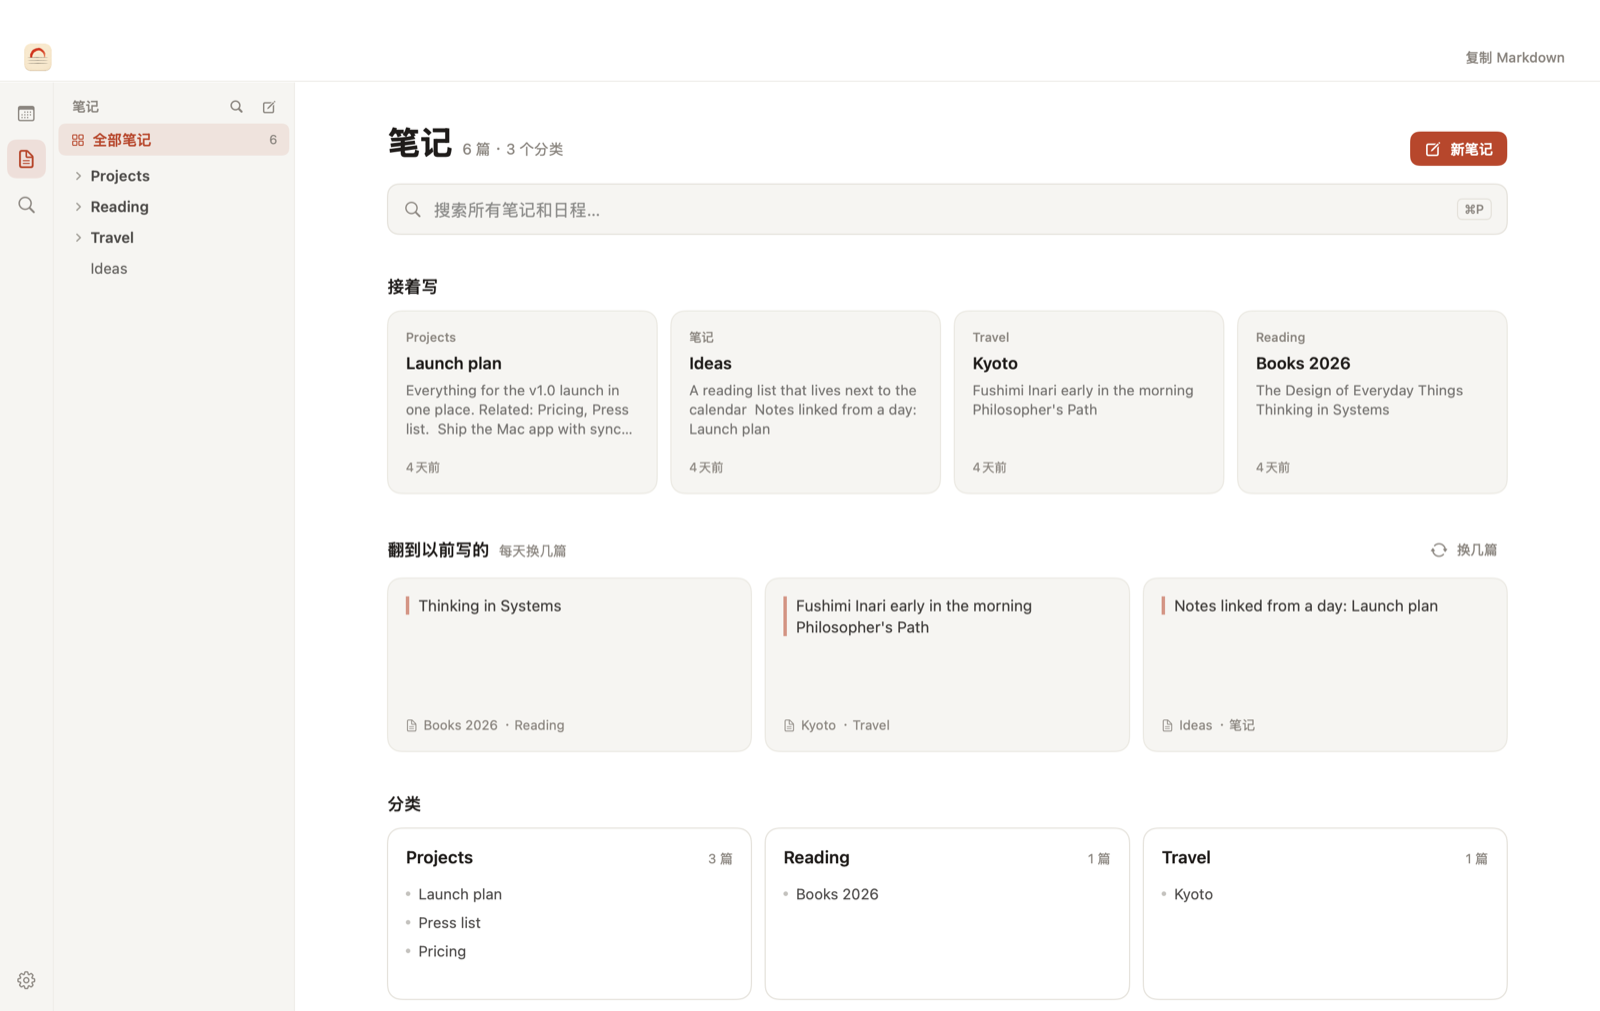 复制 Markdown
笔记
全部笔记 6
Projects
Reading
Travel
Ideas
笔记 6 篇 · 3 个分类
新笔记
搜索所有笔记和日程... ⌘P
接着写
Projects
Launch plan
Everything for the v1.0 launch in
one place. Related: Pricing, Press
list.  Ship the Mac app with sync...
4天前
笔记
Ideas
A reading list that lives next to the
calendar  Notes linked from a day:
Launch plan
4天前
Travel
Kyoto
Fushimi Inari early in the morning
Philosopher's Path
4天前
Reading
Books 2026
The Design of Everyday Things
Thinking in Systems
4天前
翻到以前写的 每天换几篇
换几篇
Thinking in Systems
Books 2026 · Reading
Fushimi Inari early in the morning
Philosopher's Path
Kyoto · Travel
Notes linked from a day: Launch plan
Ideas · 笔记
分类
Projects 3 篇
• Launch plan
• Press list
• Pricing
Reading 1 篇
• Books 2026
Travel 1 篇
• Kyoto